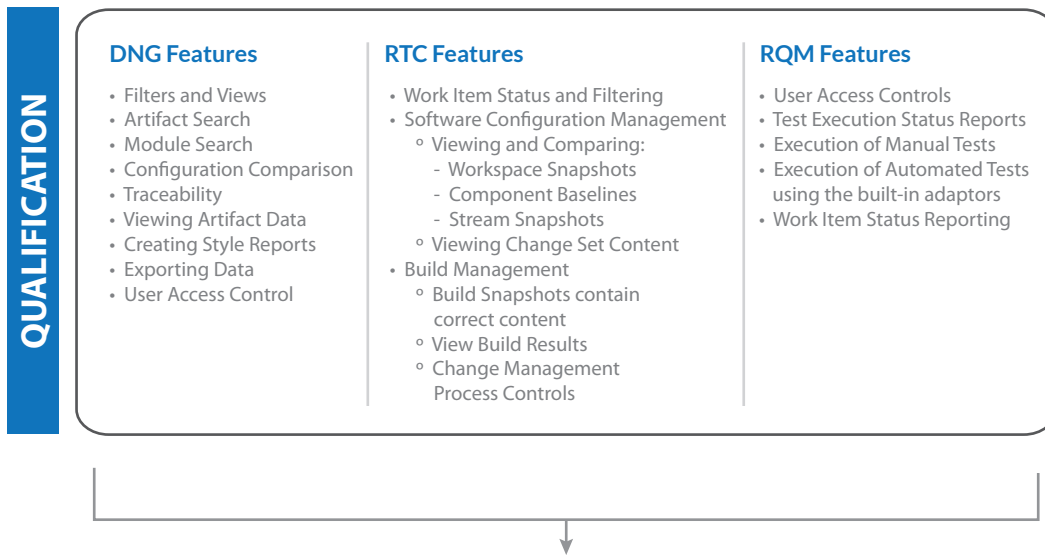 QUALIFICATION
DNG Features
• Filters and Views
• Artifact Search
• Module Search
• Configuration Comparison
• Traceability
• Viewing Artifact Data
• Creating Style Reports
• Exporting Data
• User Access Control
RTC Features
• Work Item Status and Filtering
• Software Configuration Management
º Viewing and Comparing:
- Workspace Snapshots
- Component Baselines
- Stream Snapshots
º Viewing Change Set Content
• Build Management
º Build Snapshots contain
correct content
º View Build Results
º Change Management
Process Controls
RQM Features
• User Access Controls
• Test Execution Status Reports
• Execution of Manual Tests
• Execution of Automated Tests
using the built-in adaptors
• Work Item Status Reporting